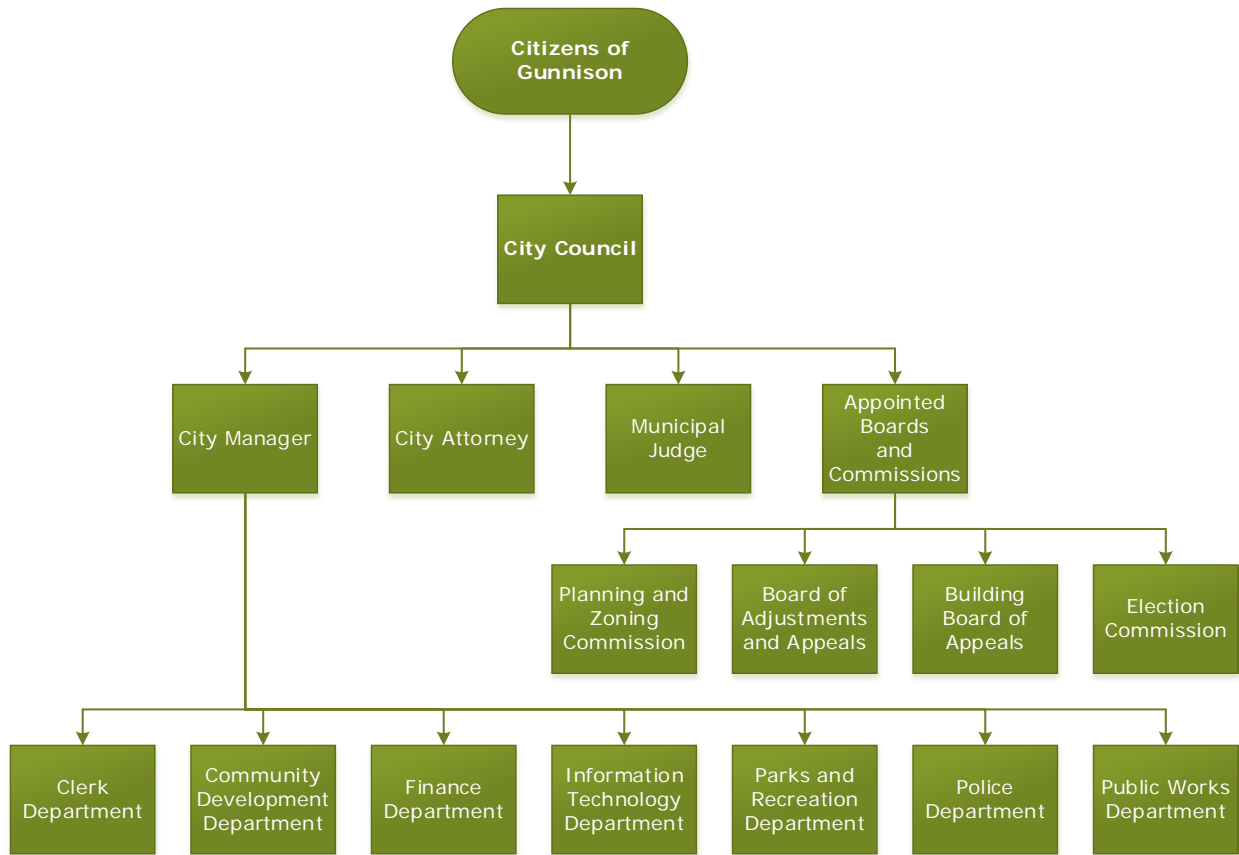 Citizens of
Gunnison
City Council
City Manager
City Attorney
Municipal
Judge
Appointed
Boards
and
Commissions
Planning and
Zoning
Commission
Board of
Adjustments
and Appeals
Building
Board of
Appeals
Election
Commission
Clerk
Department
Community
Development
Department
Finance
Department
Information
Technology
Department
Parks and
Recreation
Department
Police
Department
Public Works
Department